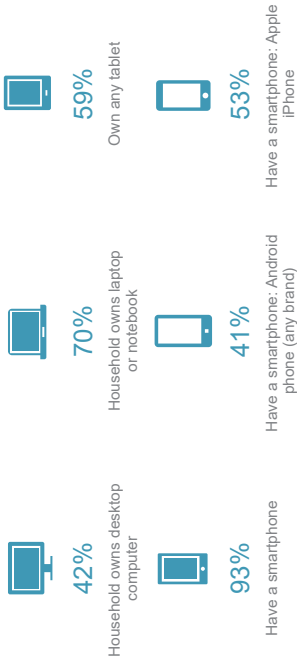 42%
Household owns desktop
computer
70%
Household owns laptop
or notebook
59%
Own any tablet
93%
Have a smartphone
41%
Have a smartphone: Android
phone (any brand)
53%
Have a smartphone: Apple
iPhone